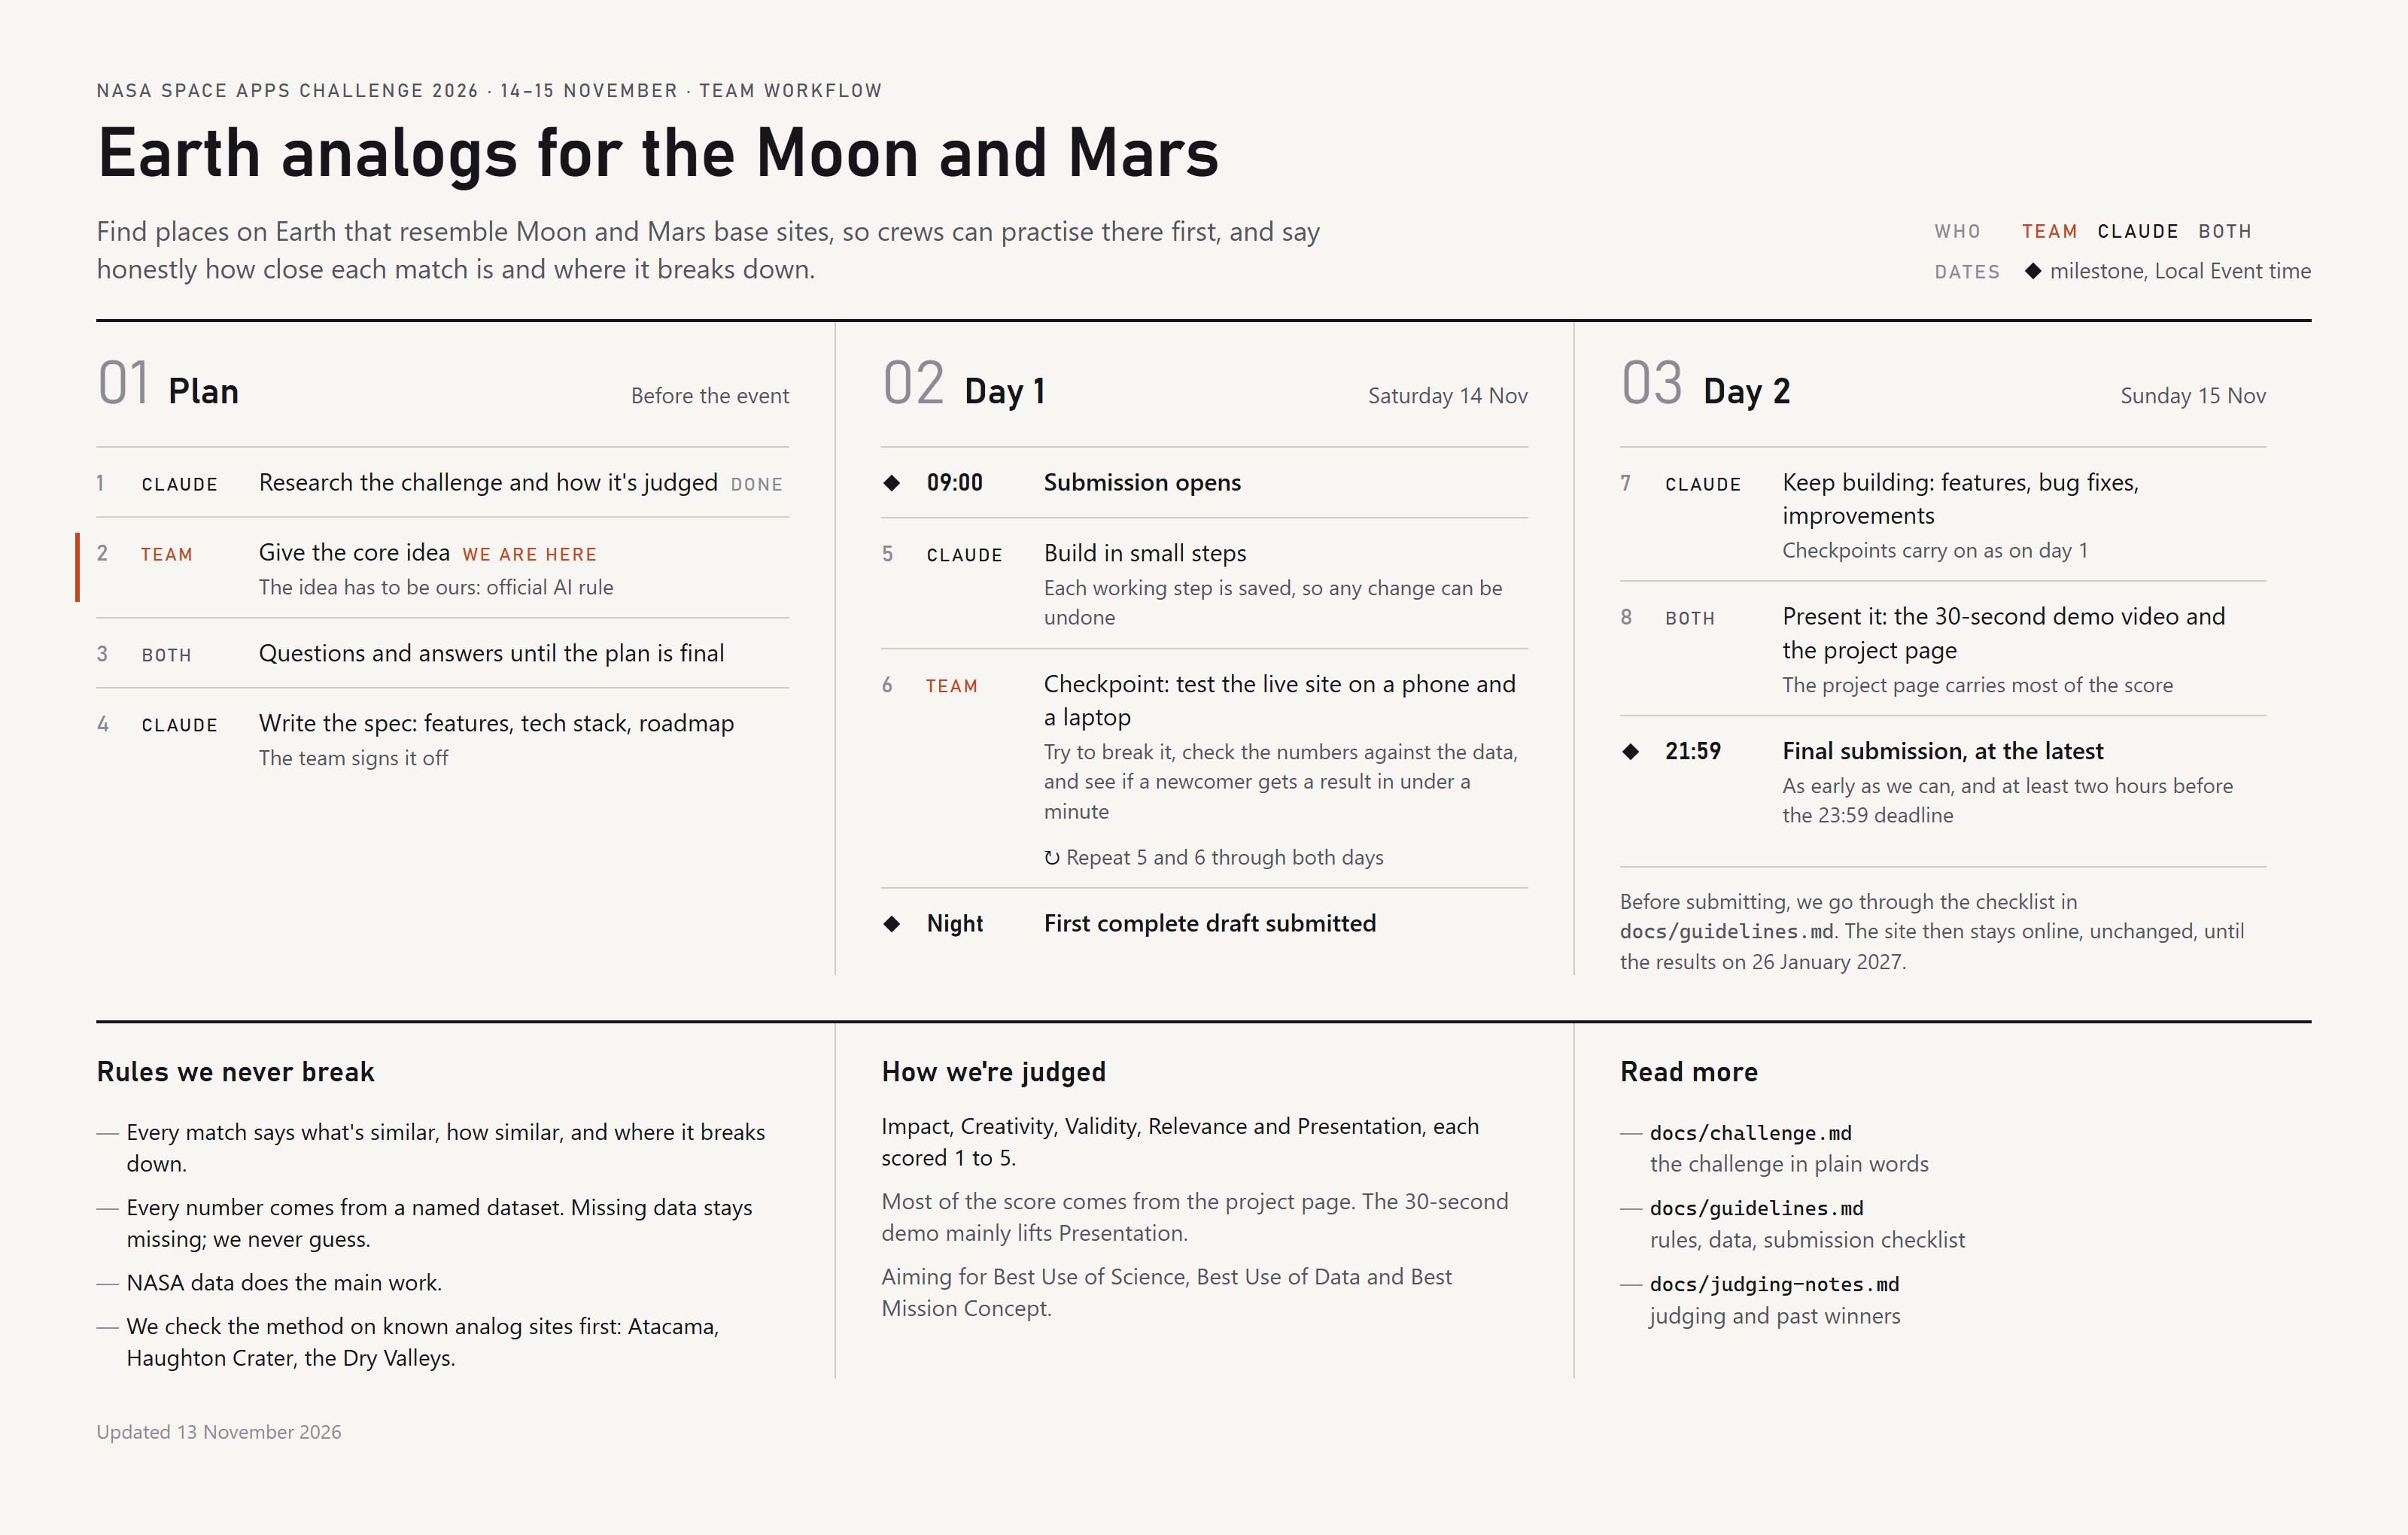 NASA SPACE APPS CHALLENGE 2026 · 14–15 NOVEMBER · TEAM WORKFLOW
Earth analogs for the Moon and Mars
Find places on Earth that resemble Moon and Mars base sites, so crews can practise there first, and say
honestly how close each match is and where it breaks down.
WHO TEAM CLAUDE BOTH
DATES ◆ milestone, Local Event time
01 Plan Before the event
1 CLAUDE Research the challenge and how it's judged DONE
2 TEAM Give the core idea WE ARE HERE
The idea has to be ours: official AI rule
3 BOTH Questions and answers until the plan is final
4 CLAUDE Write the spec: features, tech stack, roadmap
The team signs it off
02 Day 1 Saturday 14 Nov
◆ 09:00 Submission opens
5 CLAUDE Build in small steps
Each working step is saved, so any change can be
undone
6 TEAM Checkpoint: test the live site on a phone and
a laptop
Try to break it, check the numbers against the data,
and see if a newcomer gets a result in under a
minute
↻ Repeat 5 and 6 through both days
◆ Night First complete draft submitted
03 Day 2 Sunday 15 Nov
7 CLAUDE Keep building: features, bug fixes,
improvements
Checkpoints carry on as on day 1
8 BOTH Present it: the 30-second demo video and
the project page
The project page carries most of the score
◆ 21:59 Final submission, at the latest
As early as we can, and at least two hours before
the 23:59 deadline
Before submitting, we go through the checklist in
docs/guidelines.md. The site then stays online, unchanged, until
the results on 26 January 2027.
Rules we never break
— Every match says what's similar, how similar, and where it breaks
down.
— Every number comes from a named dataset. Missing data stays
missing; we never guess.
— NASA data does the main work.
— We check the method on known analog sites first: Atacama,
Haughton Crater, the Dry Valleys.
How we're judged
Impact, Creativity, Validity, Relevance and Presentation, each
scored 1 to 5.
Most of the score comes from the project page. The 30-second
demo mainly lifts Presentation.
Aiming for Best Use of Science, Best Use of Data and Best
Mission Concept.
Read more
— docs/challenge.md
the challenge in plain words
— docs/guidelines.md
rules, data, submission checklist
— docs/judging-notes.md
judging and past winners
Updated 13 November 2026